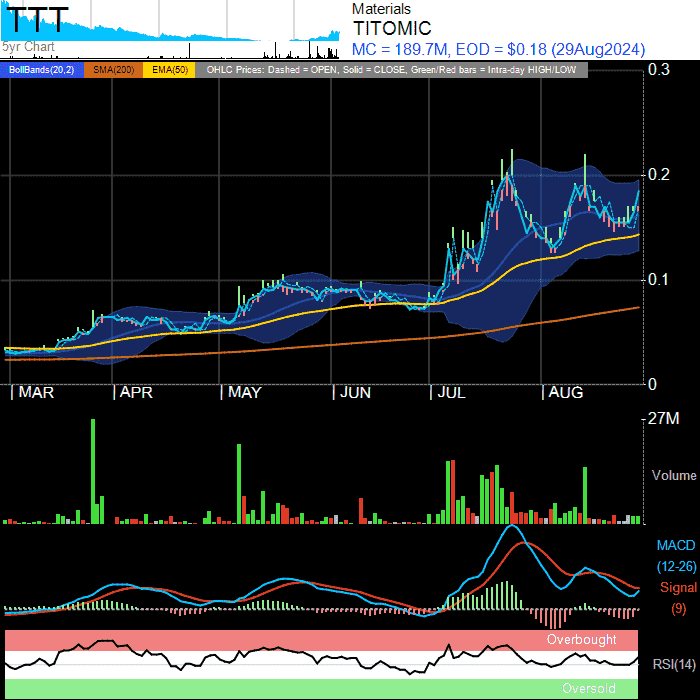 TTT
5yr Chart
Materials
TITOMIC
MC = 189.7M, EOD = $0.18 (29Aug2024)
BollBands(20,2) SMA(200) EMA(50) OHLC Prices: Dashed = OPEN, Solid = CLOSE, Green/Red bars = Intra-day HIGH/LOW
0.3
0.2
0.1
0
MAR APR MAY JUN JUL AUG
27M
Volume
MACD
(12-26)
Signal
(9)
Overbought
RSI(14)
Oversold